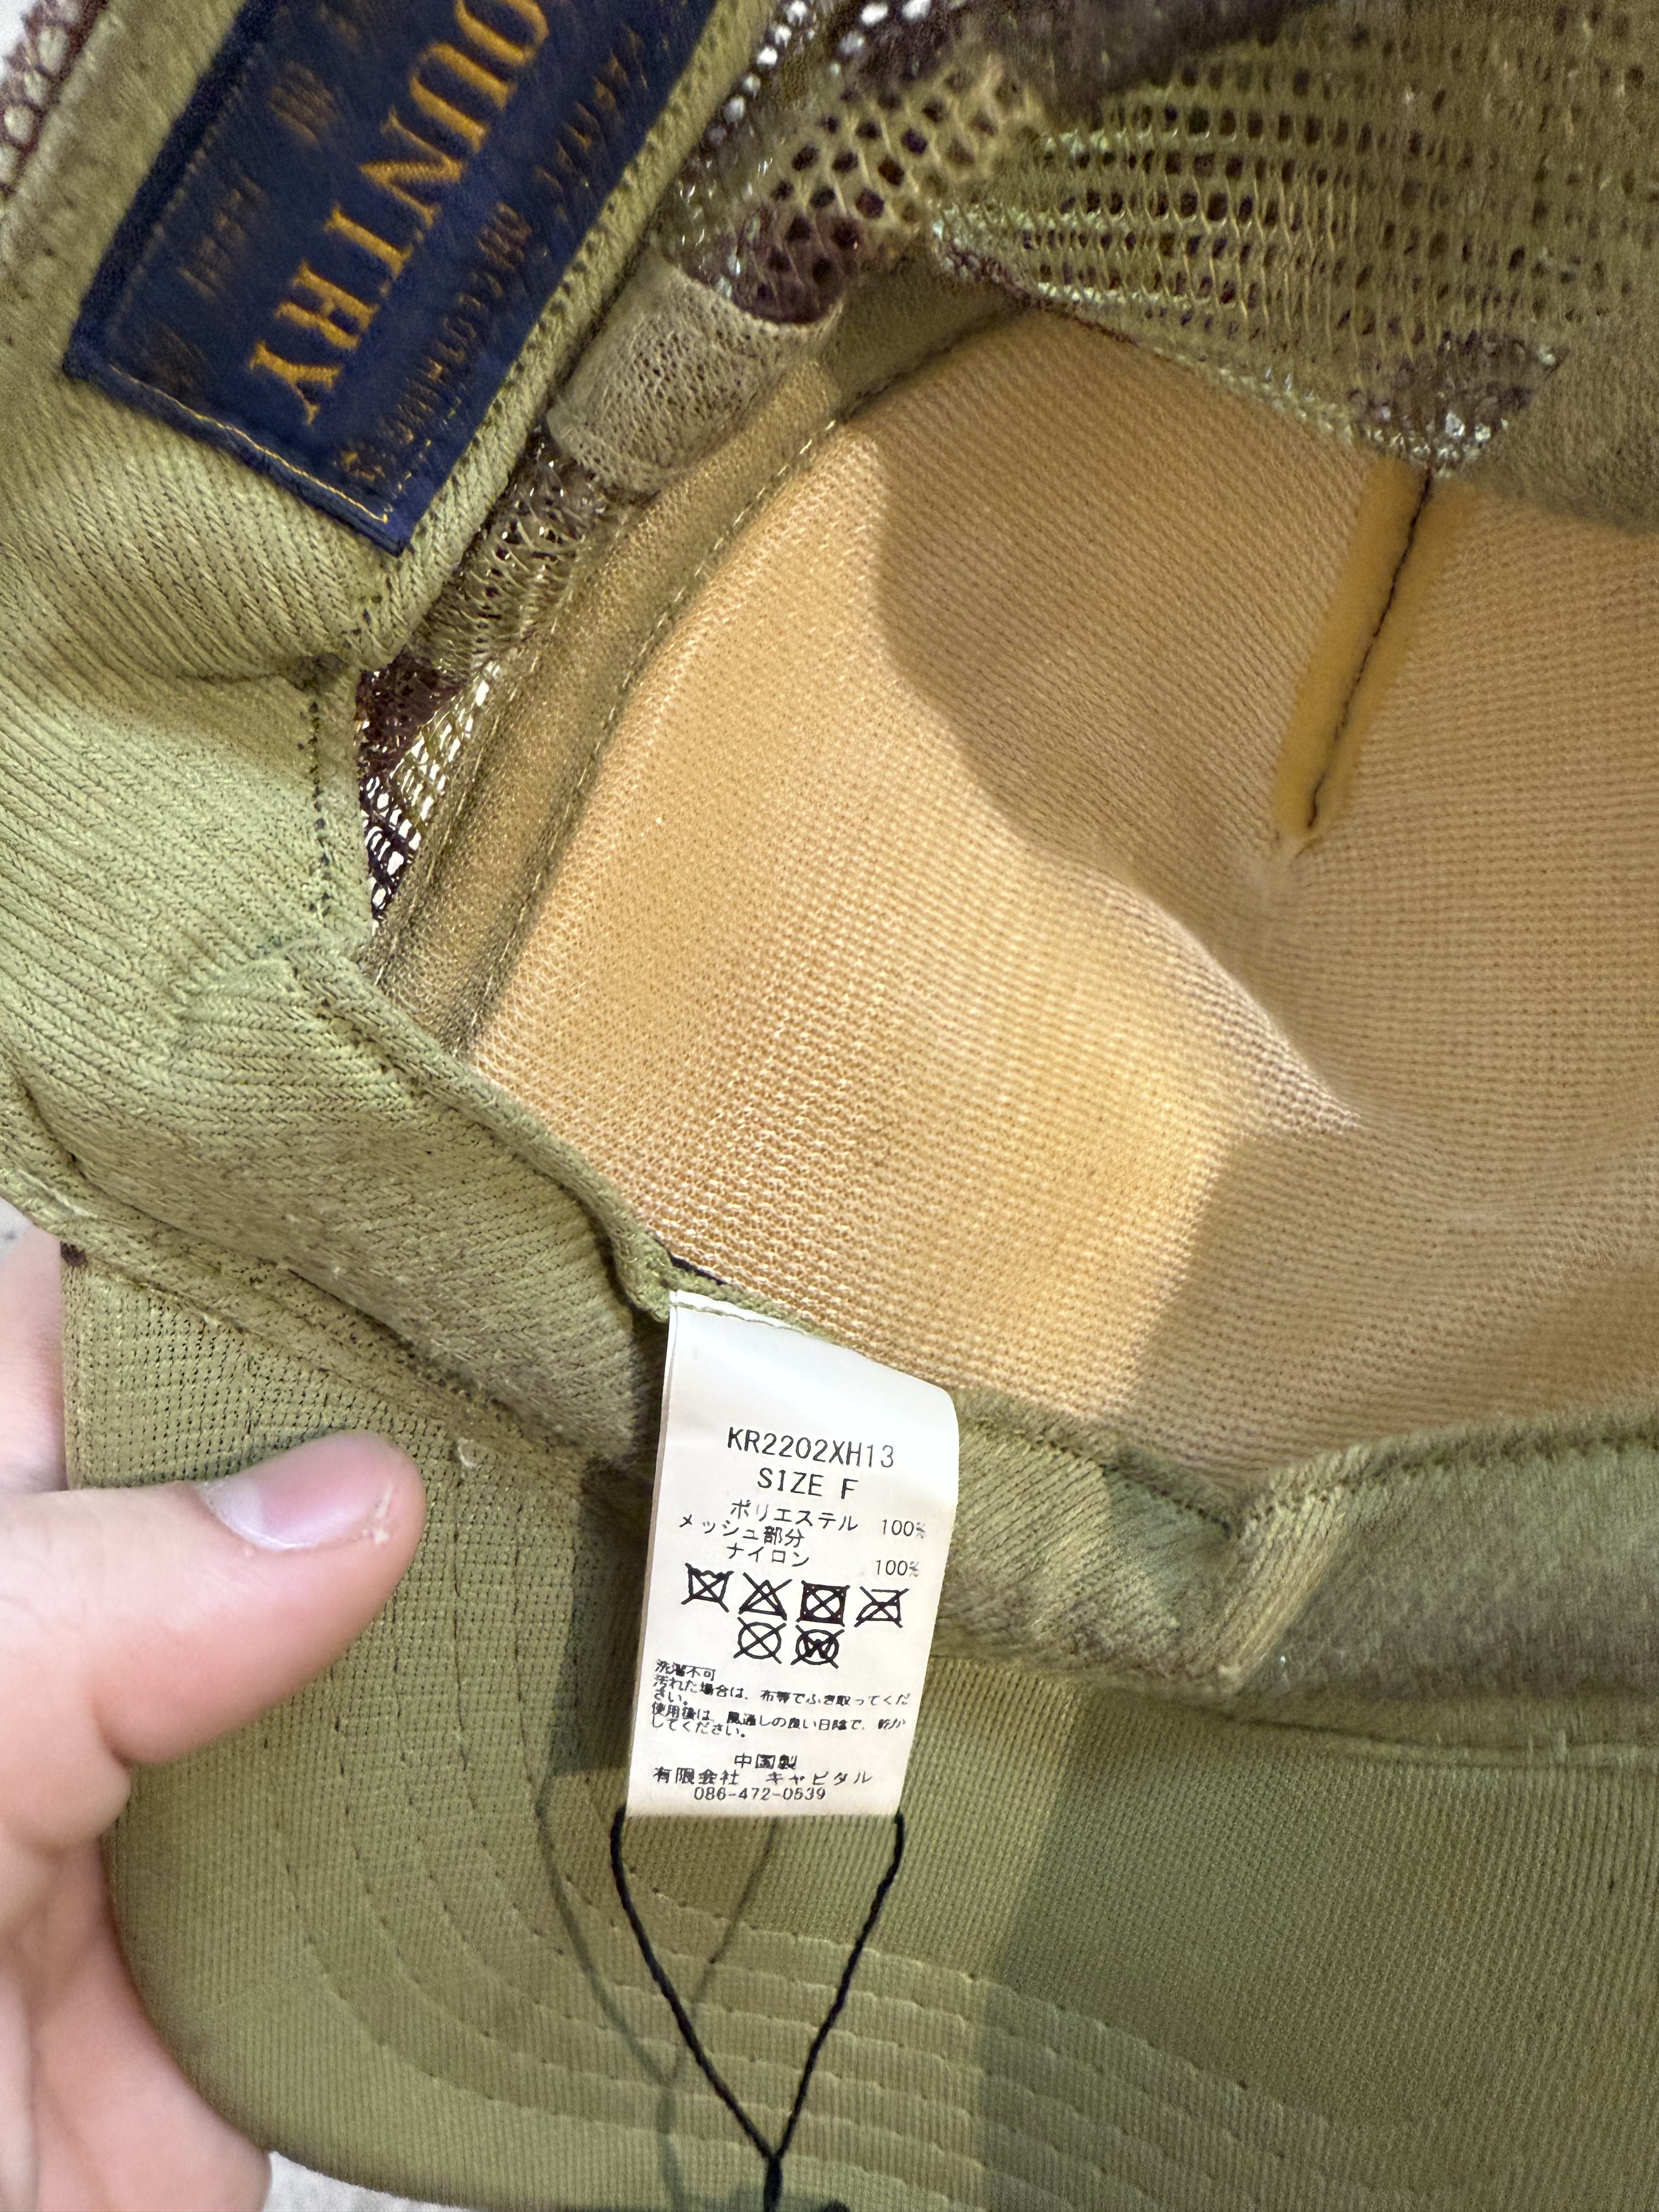 OUNTRY
KR2202XH13
SIZE F
ポリエステル 100%
メッシュ部分
ナイロン 100%
W
洗濯不可
汚れた場合は、布等でふき取ってくだ
さい。
使用後は、風通しの良い日陰で、乾か
してください。
中国製
有限会社 キャピタル
086-472-0539